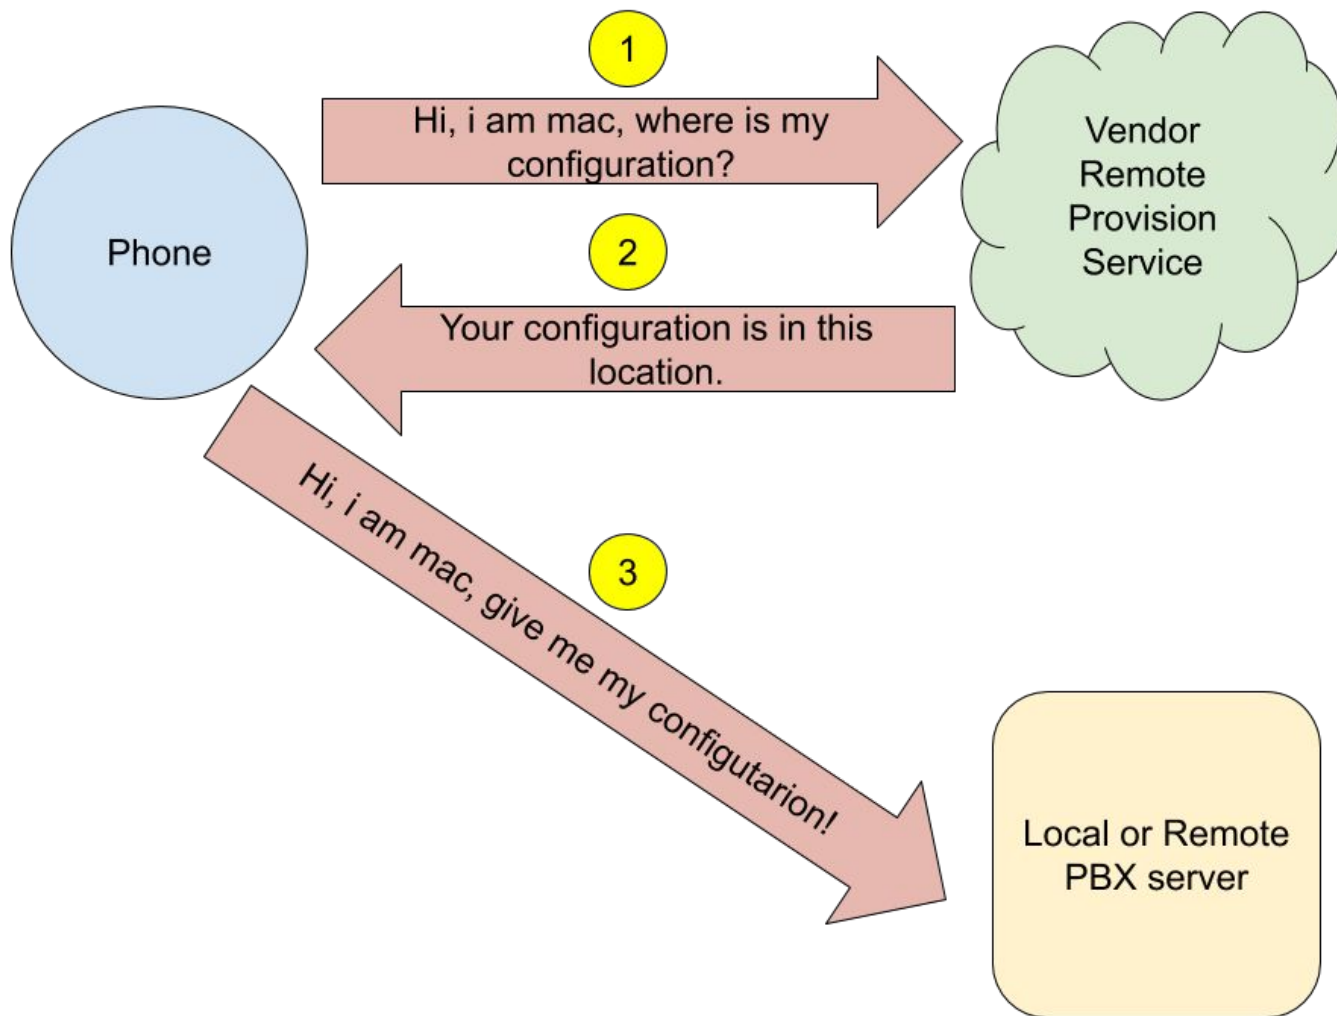 1
Hi, i am mac, where is my
configuration?
Vendor
Remote
Provision
Service
Phone
2
Your configuration is in this
location.
3
Hi, i am mac, give me my configutarion!
Local or Remote
PBX server